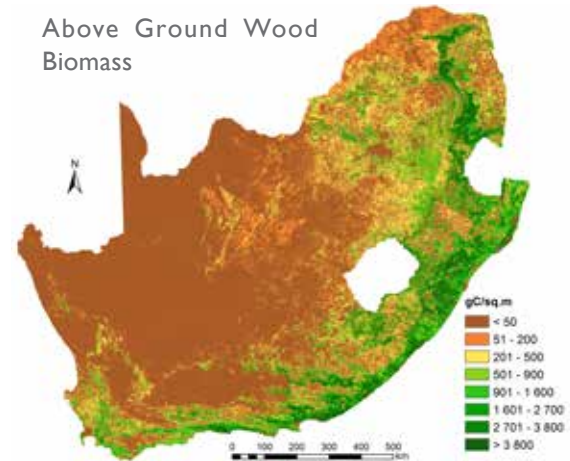 Above Ground Wood
Biomass
N
gC/sq.m
< 50
51 - 200
201 - 500
501 - 900
901 - 1 600
1 601 - 2 700
2 701 - 3 800
> 3 800
0 100 200 300 400 500
km